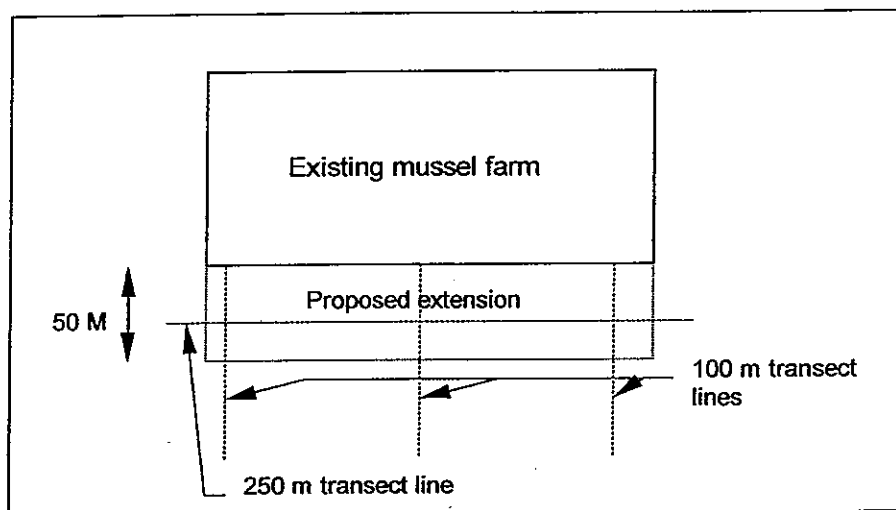 Existing mussel farm
Proposed extension
50 M
100 m transect
lines
250 m transect line